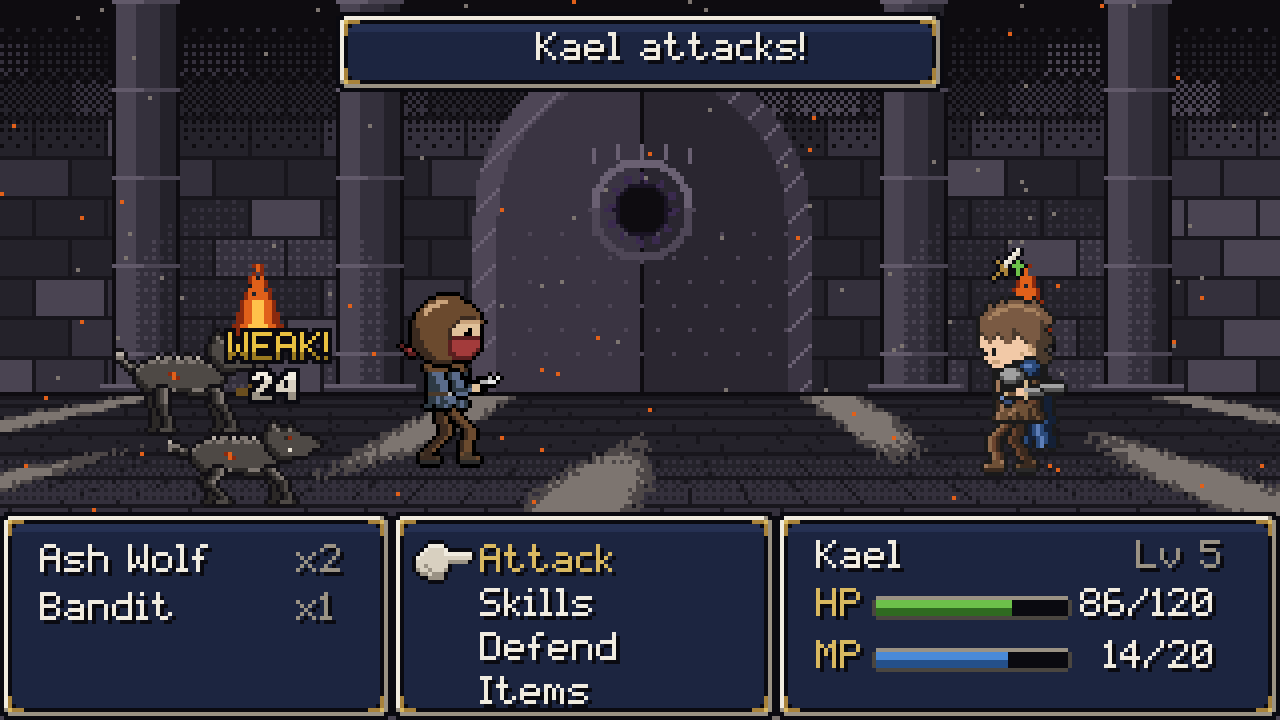 Kael attacks!
WEAK!
24
Ash Wolf x2
Bandit x1
Attack
Skills
Defend
Items
Kael Lv 5
HP 86/120
MP 14/20